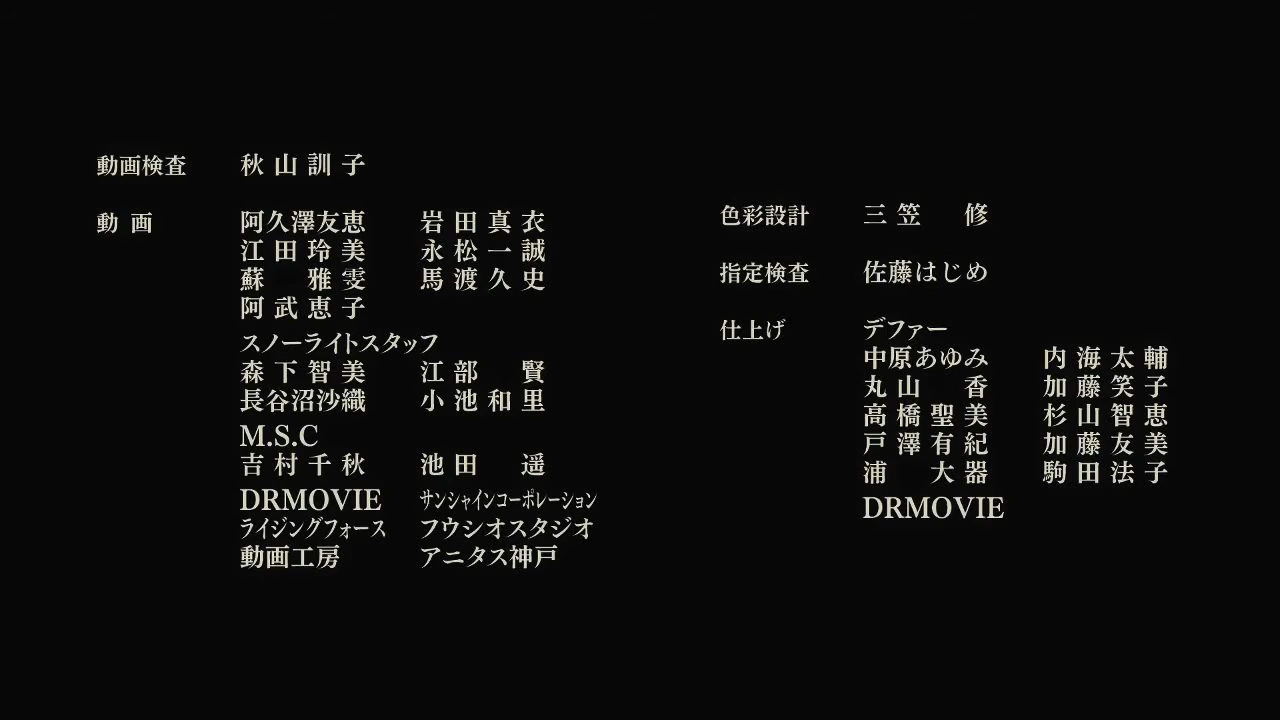 動画検査 秋山訓子
動画 阿久澤友恵 岩田真衣
江田玲美 永松一誠
蘇 雅雯 馬渡久史
阿武恵子
スノーライトスタッフ
森下智美 江部 賢
長谷沼沙織 小池和里
M.S.C
吉村千秋 池田 遥
DRMOVIE サンシャインコーポレーション
ライジングフォース フウシオスタジオ
動画工房 アニタス神戸
色彩設計 三笠 修
指定検査 佐藤はじめ
仕上げ デファー
中原あゆみ 内海太輔
丸山 香 加藤笑子
高橋聖美 杉山智恵
戸澤有紀 加藤友美
浦 大器 駒田法子
DRMOVIE